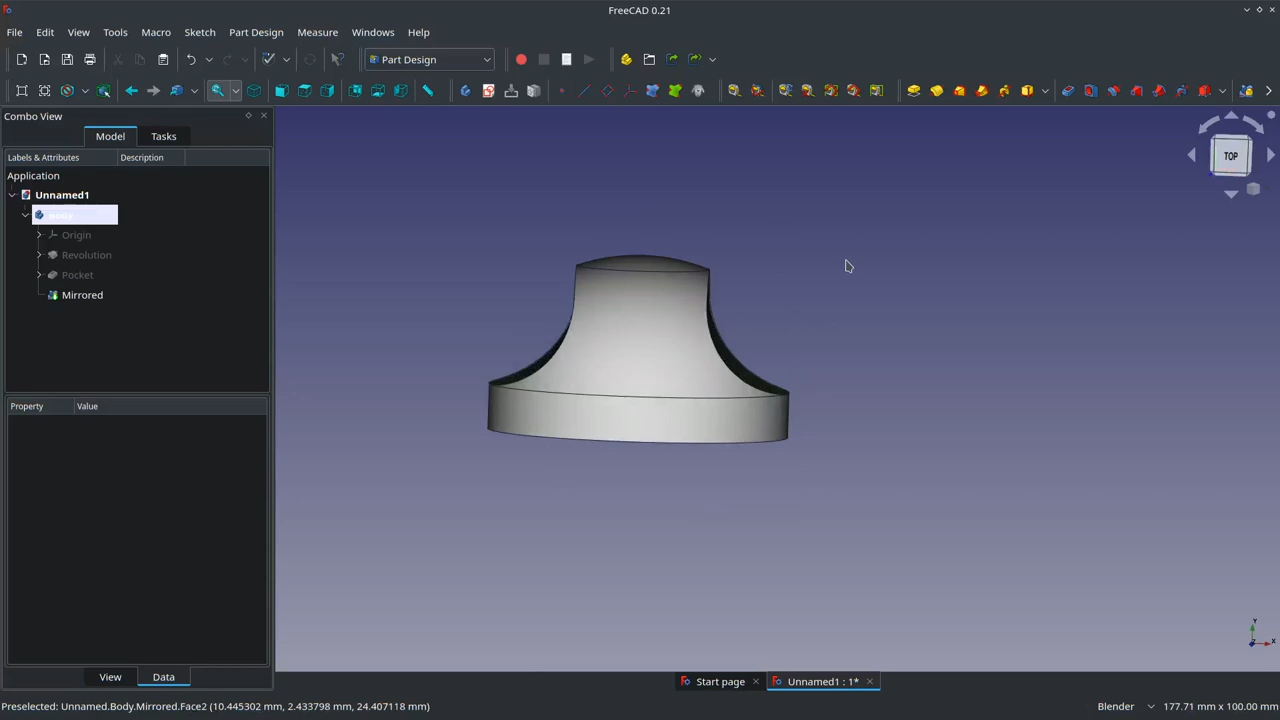 FreeCAD 0.21
File Edit View Tools Macro Sketch Part Design Measure Windows Help
Part Design
Combo View
Model Tasks
Labels & Attributes Description
Application
Unnamed1
Body
Origin
Revolution
Pocket
Mirrored
Property Value
View Data
TOP
Y
Z X
Start page Unnamed1 : 1*
Preselected: Unnamed.Body.Mirrored.Face2 (10.445302 mm, 2.433798 mm, 24.407118 mm) Blender 177.71 mm x 100.00 mm